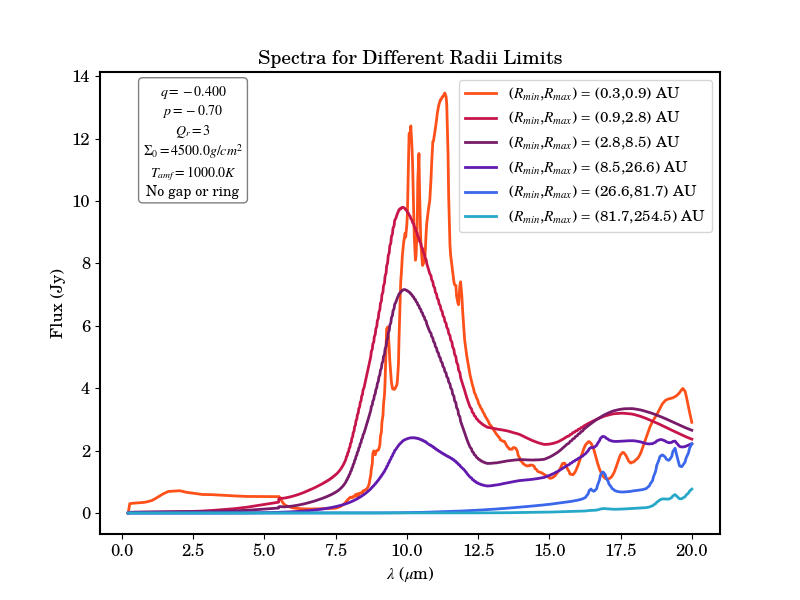 Spectra for Different Radii Limits
q = −0.400
p = −0.70
Q_r = 3
Σ_0 = 4500.0g/cm^2
T_amf = 1000.0K
No gap or ring
(R_min,R_max) = (0.3,0.9) AU
(R_min,R_max) = (0.9,2.8) AU
(R_min,R_max) = (2.8,8.5) AU
(R_min,R_max) = (8.5,26.6) AU
(R_min,R_max) = (26.6,81.7) AU
(R_min,R_max) = (81.7,254.5) AU
Flux (Jy)
14
12
10
8
6
4
2
0
0.0 2.5 5.0 7.5 10.0 12.5 15.0 17.5 20.0
λ (μm)